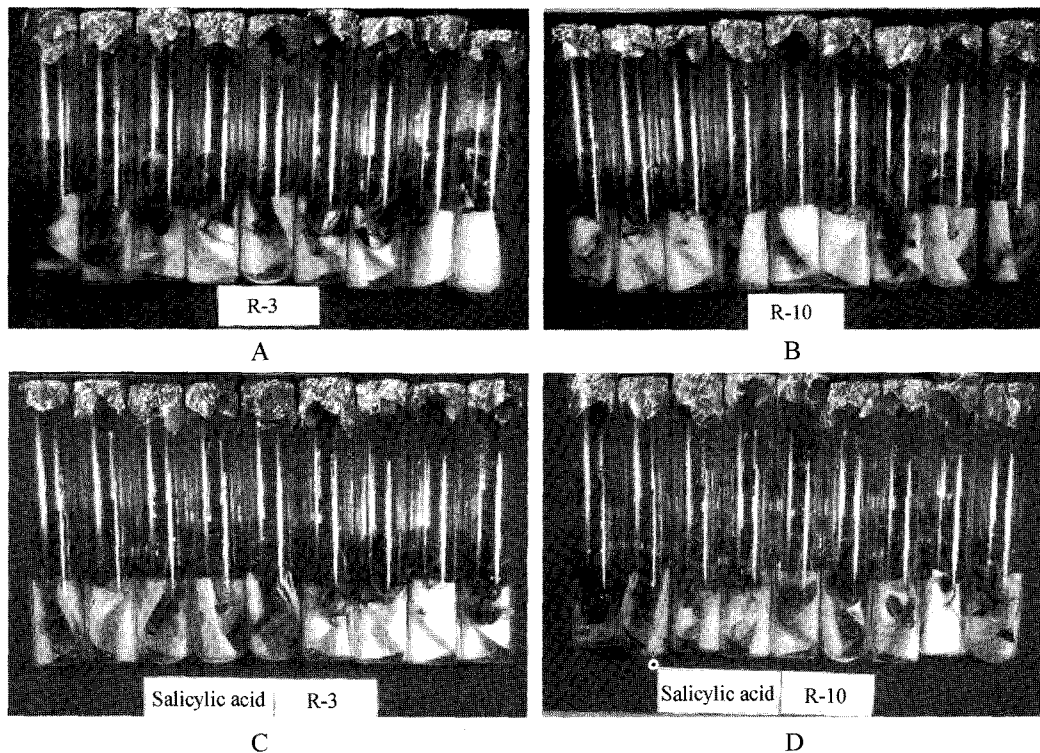 R-3
R-10
A
B
Salicylic acid R-3
Salicylic acid R-10
C
D